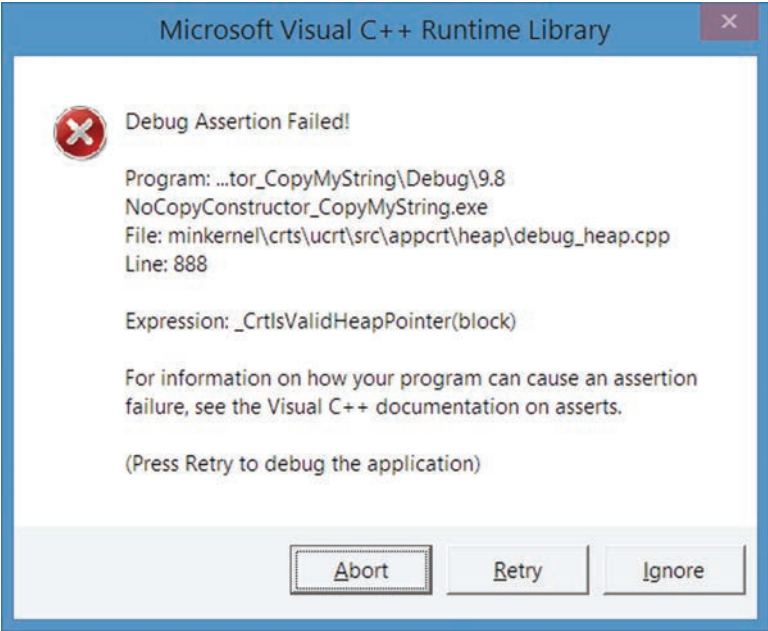 Microsoft Visual C++ Runtime Library
Debug Assertion Failed!
Program: ...tor_CopyMyString\Debug\9.8
NoCopyConstructor_CopyMyString.exe
File: minkernel\crts\ucrt\src\appcrt\heap\debug_heap.cpp
Line: 888
Expression: _CrtIsValidHeapPointer(block)
For information on how your program can cause an assertion
failure, see the Visual C++ documentation on asserts.
(Press Retry to debug the application)
Abort Retry Ignore